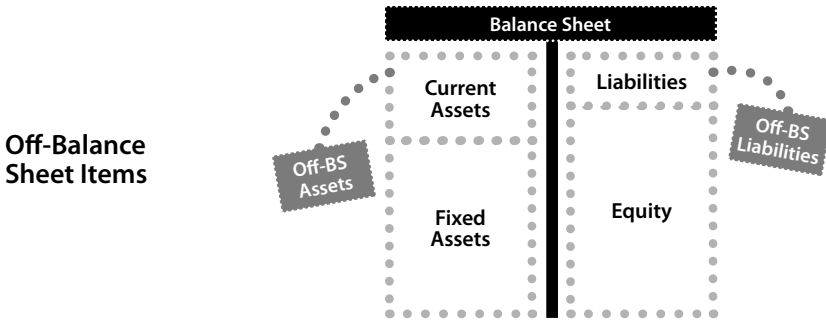 Balance Sheet
Off-Balance
Sheet Items
Off-BS
Assets
Current
Assets
Fixed
Assets
Liabilities
Equity
Off-BS
Liabilities